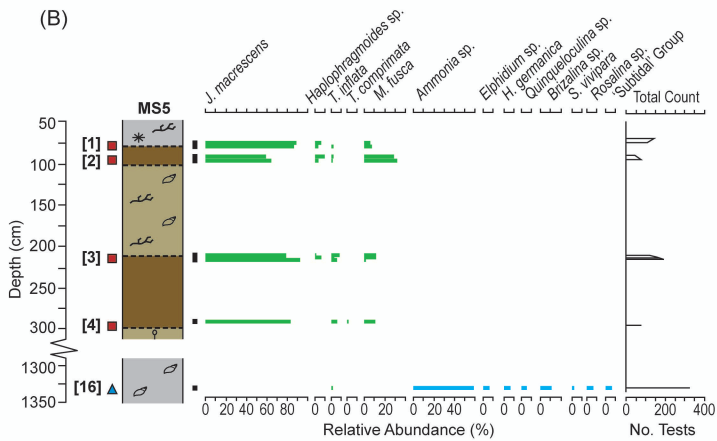 (B)
J. macrescens
Haplophragmoides sp.
T. inflata
T. comprimata
M. fusca
Ammonia sp.
Elphidium sp.
H. germanica
Quinqueloculina sp.
Brizalina sp.
S. vivipara
Rosalina sp.
'Subtidal' Group
MS5
Total Count
50
[1]
[2]
100
150
200
[3]
250
[4]
300
1300
[16]
1350
Depth (cm)
0 20 40 60 80 0 0 0 0 20 0 20 40 0 0 0 0 0 0 0 200 400
Relative Abundance (%)
No. Tests